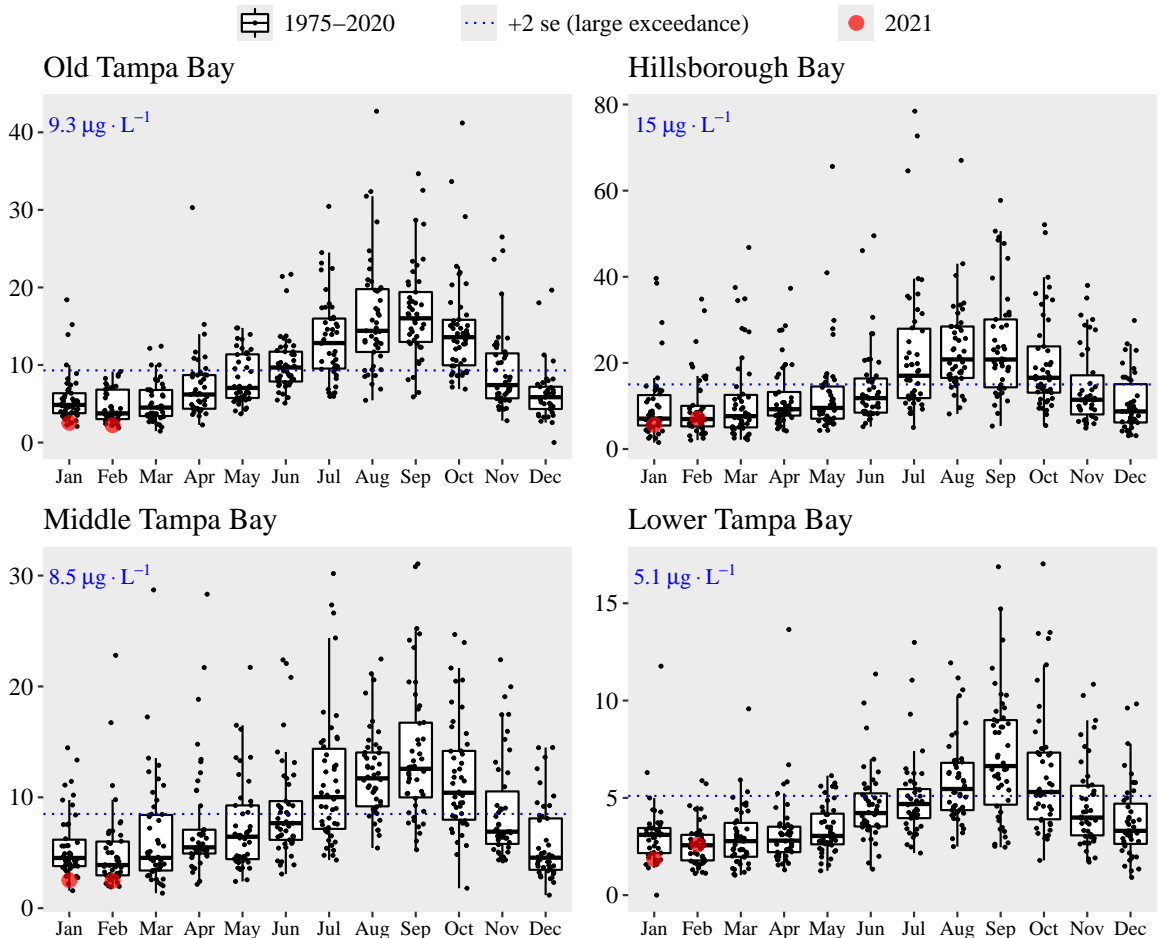 1975–2020 +2 se (large exceedance) 2021
Old Tampa Bay
9.3 μg · L⁻¹
40
30
20
10
0
Jan Feb Mar Apr May Jun Jul Aug Sep Oct Nov Dec
Hillsborough Bay
15 μg · L⁻¹
80
60
40
20
0
Jan Feb Mar Apr May Jun Jul Aug Sep Oct Nov Dec
Middle Tampa Bay
8.5 μg · L⁻¹
30
20
10
0
Jan Feb Mar Apr May Jun Jul Aug Sep Oct Nov Dec
Lower Tampa Bay
5.1 μg · L⁻¹
15
10
5
0
Jan Feb Mar Apr May Jun Jul Aug Sep Oct Nov Dec